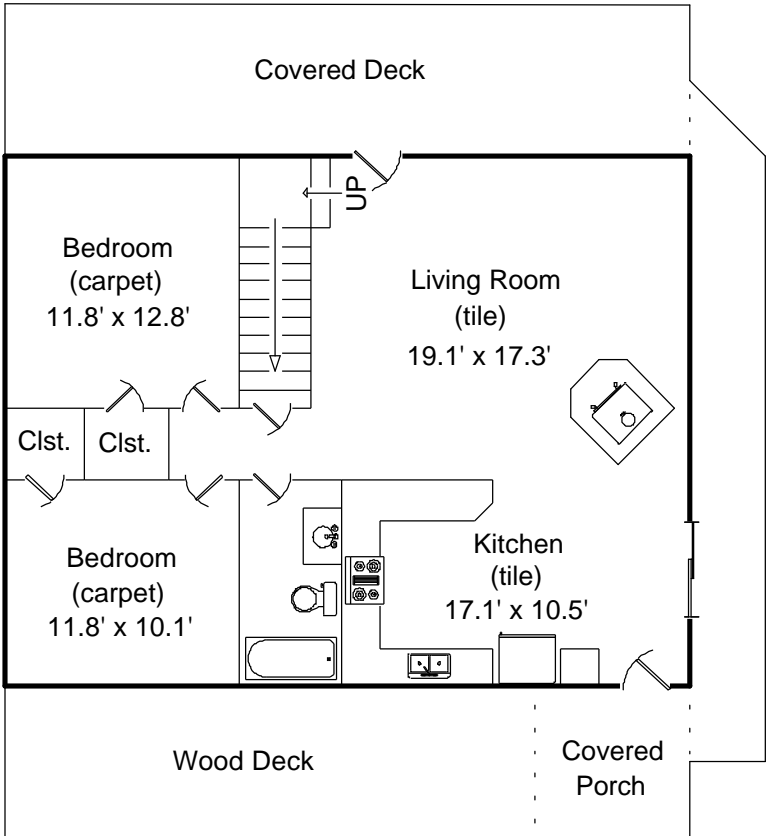 Covered Deck
UP
Bedroom
(carpet)
11.8' x 12.8'
Living Room
(tile)
19.1' x 17.3'
Clst.
Clst.
Bedroom
(carpet)
11.8' x 10.1'
Kitchen
(tile)
17.1' x 10.5'
Wood Deck
Covered
Porch